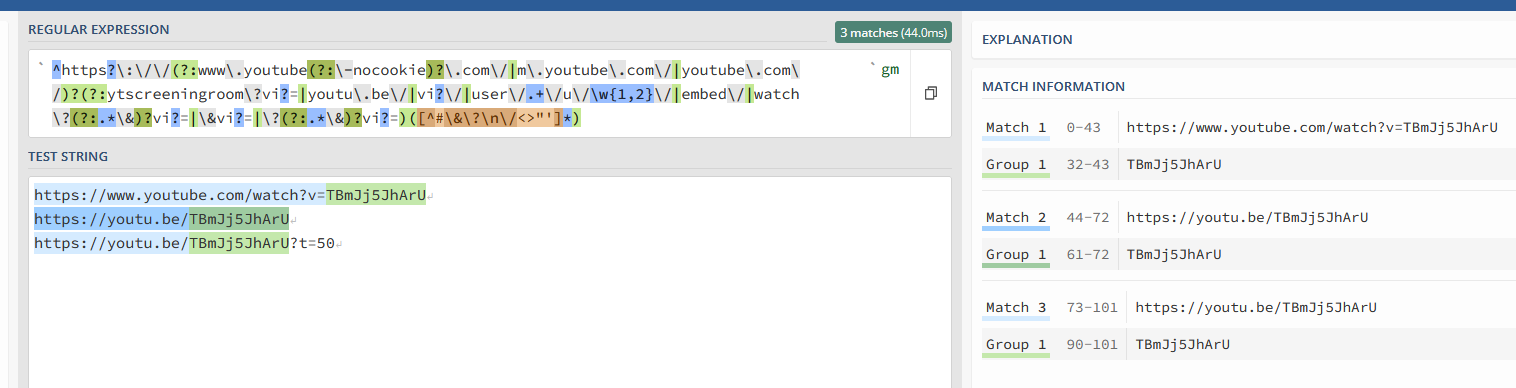 REGULAR EXPRESSION
3 matches (44.0ms)
` ^https?\:\/\/(?:www\.youtube(?:\-nocookie)?\.com\/|m\.youtube\.com\/|youtube\.com\ ` gm
/)?(?:ytscreeningroom\?vi?=|youtu\.be\/|vi?\/|user\/.+\/u\/\w{1,2}\/|embed\/|watch
\?(?:.*\&)?vi?=|\&vi?=|\?(?:.*\&)?vi?=)([^#\&\?\n\/<>"']*)
TEST STRING
https://www.youtube.com/watch?v=TBmJj5JhArU
https://youtu.be/TBmJj5JhArU
https://youtu.be/TBmJj5JhArU?t=50
EXPLANATION
MATCH INFORMATION
Match 1 0-43 https://www.youtube.com/watch?v=TBmJj5JhArU
Group 1 32-43 TBmJj5JhArU
Match 2 44-72 https://youtu.be/TBmJj5JhArU
Group 1 61-72 TBmJj5JhArU
Match 3 73-101 https://youtu.be/TBmJj5JhArU
Group 1 90-101 TBmJj5JhArU